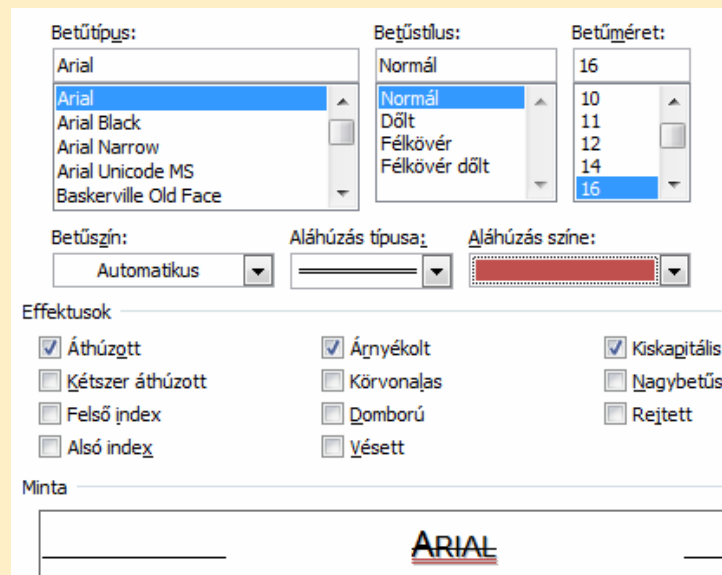 Betűtípus: Betűstílus: Betűméret:
Arial Normál 16
Arial Normál 10
Arial Black Dőlt 11
Arial Narrow Félkövér 12
Arial Unicode MS Félkövér dőlt 14
Baskerville Old Face 16
Betűszín: Aláhúzás típusa: Aláhúzás színe:
Automatikus
Effektusok
Áthúzott Árnyékolt Kiskapitális
Kétszer áthúzott Körvonalas Nagybetűs
Felső index Domború Rejtett
Alsó index Vésett
Minta
ARIAL